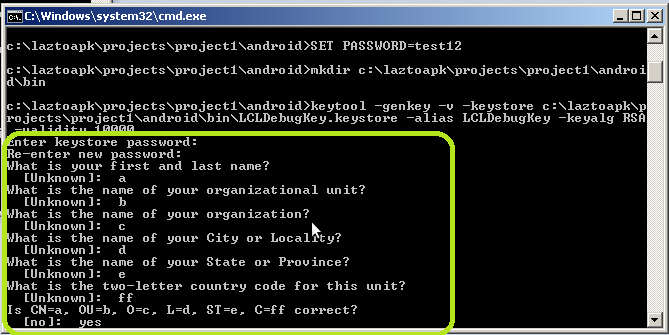 C:\Windows\system32\cmd.exe
c:\laztoapk\projects\project1\android>SET PASSWORD=test12
c:\laztoapk\projects\project1\android>mkdir c:\laztoapk\projects\project1\androi
d\bin
c:\laztoapk\projects\project1\android>keytool -genkey -v -keystore c:\laztoapk\p
rojects\project1\android\bin\LCLDebugKey.keystore -alias LCLDebugKey -keyalg RSA
 -validity 10000
Enter keystore password:
Re-enter new password:
What is your first and last name?
  [Unknown]:  a
What is the name of your organizational unit?
  [Unknown]:  b
What is the name of your organization?
  [Unknown]:  c
What is the name of your City or Locality?
  [Unknown]:  d
What is the name of your State or Province?
  [Unknown]:  e
What is the two-letter country code for this unit?
  [Unknown]:  ff
Is CN=a, OU=b, O=c, L=d, ST=e, C=ff correct?
  [no]:  yes